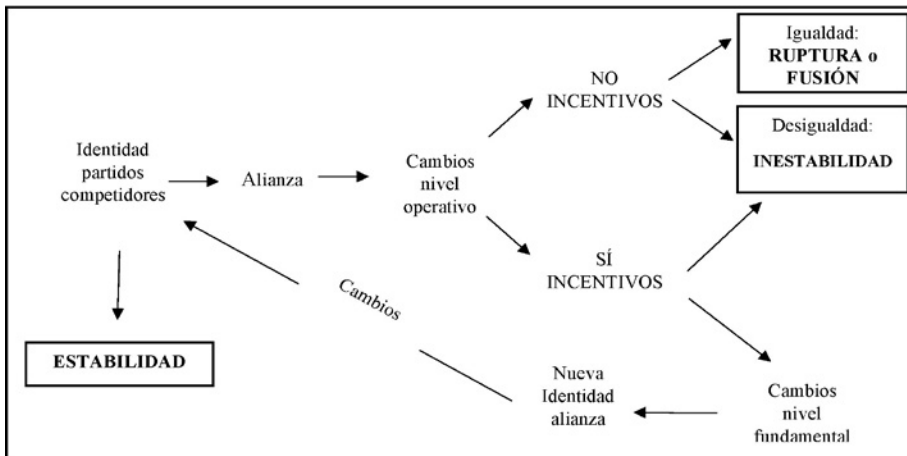 Igualdad:
RUPTURA o
FUSIÓN
NO
INCENTIVOS
Desigualdad:
INESTABILIDAD
Identidad
partidos
competidores
Alianza
Cambios
nivel
operativo
SÍ
INCENTIVOS
Cambios
ESTABILIDAD
Nueva
Identidad
alianza
Cambios
nivel
fundamental